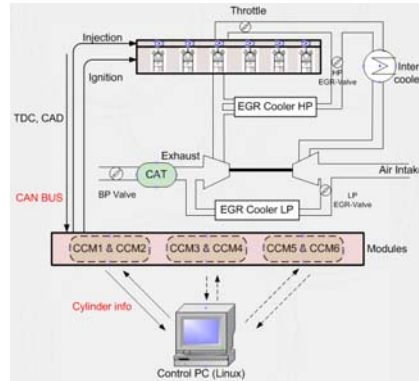 Throttle
Injection
Ignition
HP
EGR-Valve
Inter
cooler
EGR Cooler HP
TDC, CAD
Exhaust
Air Intake
CAT
CAN BUS
BP Valve
EGR Cooler LP
LP
EGR-Valve
CCM1 & CCM2
CCM3 & CCM4
CCM5 & CCM6
Modules
Cylinder info
Control PC (Linux)